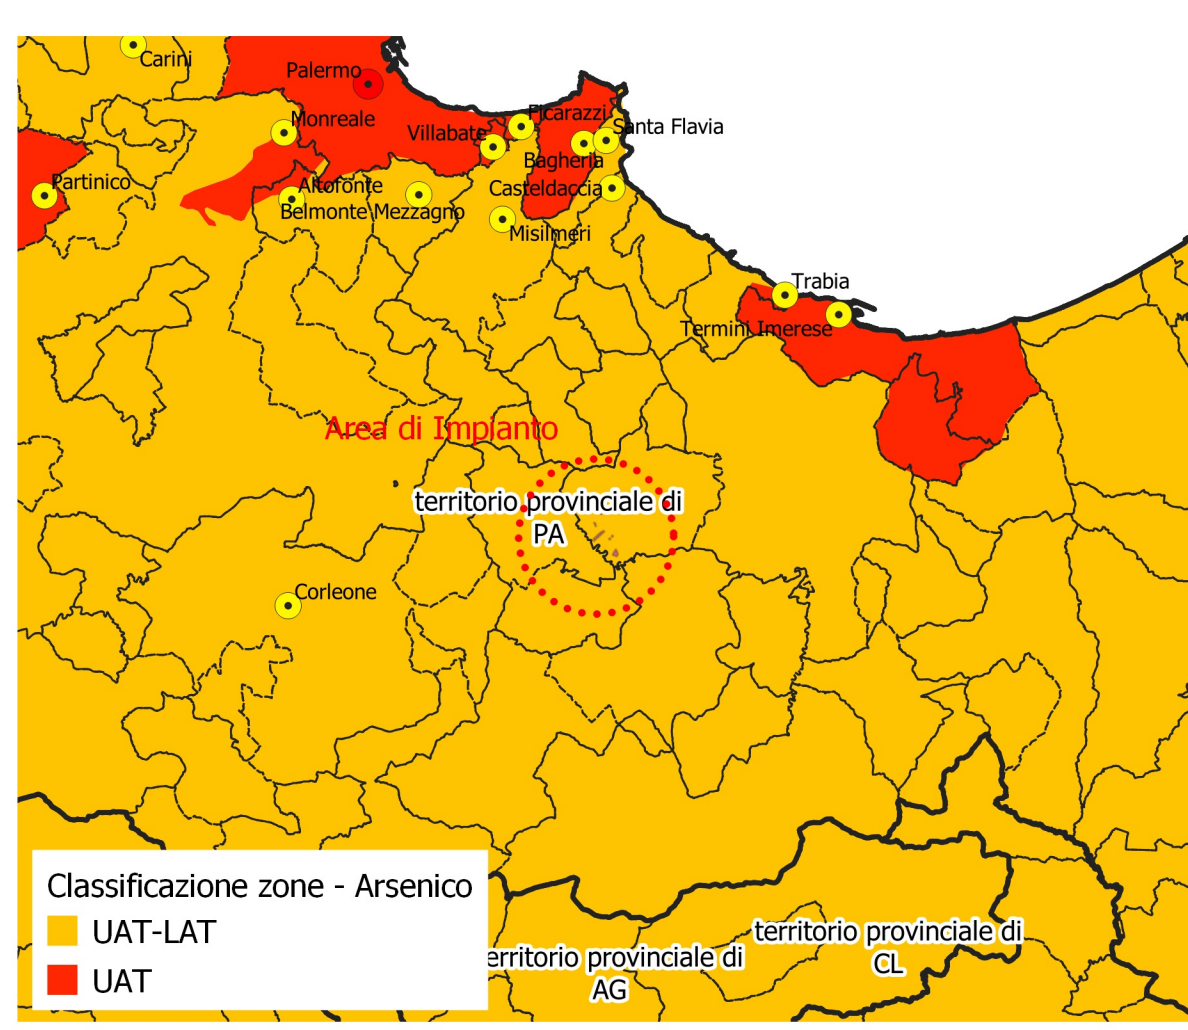 Carini
Palermo
Monreale
Ficarazzi
Villabate
Santa Flavia
Bagheria
Partinico
Altofonte
Casteldaccia
Belmonte Mezzagno
Misilmeri
Trabia
Termini Imerese
Area di Impianto
territorio provinciale di
PA
Corleone
Classificazione zone - Arsenico
UAT-LAT
UAT
territorio provinciale di
CL
erritorio provinciale di
AG